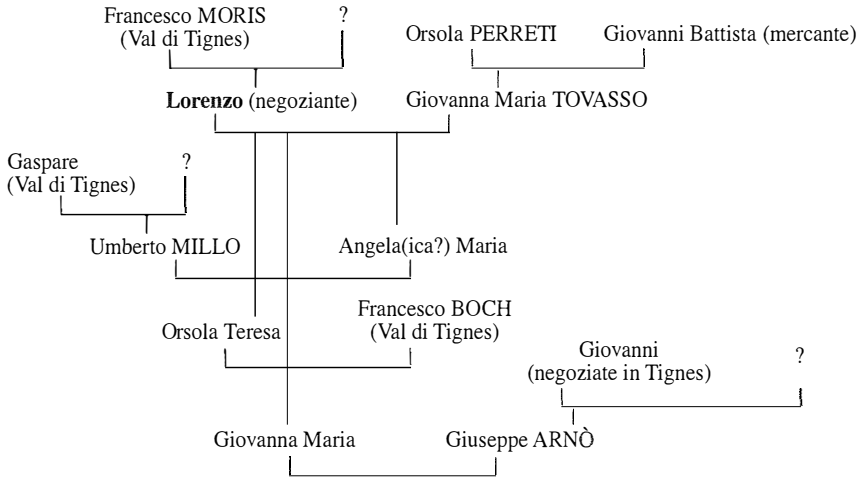 Francesco MORIS ?
(Val di Tignes) Orsola PERRETI Giovanni Battista (mercante)
Lorenzo (negoziante) Giovanna Maria TOVASSO
Gaspare ?
(Val di Tignes)
Umberto MILLO Angela(ica?) Maria
Francesco BOCH
Orsola Teresa (Val di Tignes)
Giovanni ?
(negoziate in Tignes)
Giovanna Maria Giuseppe ARNÒ